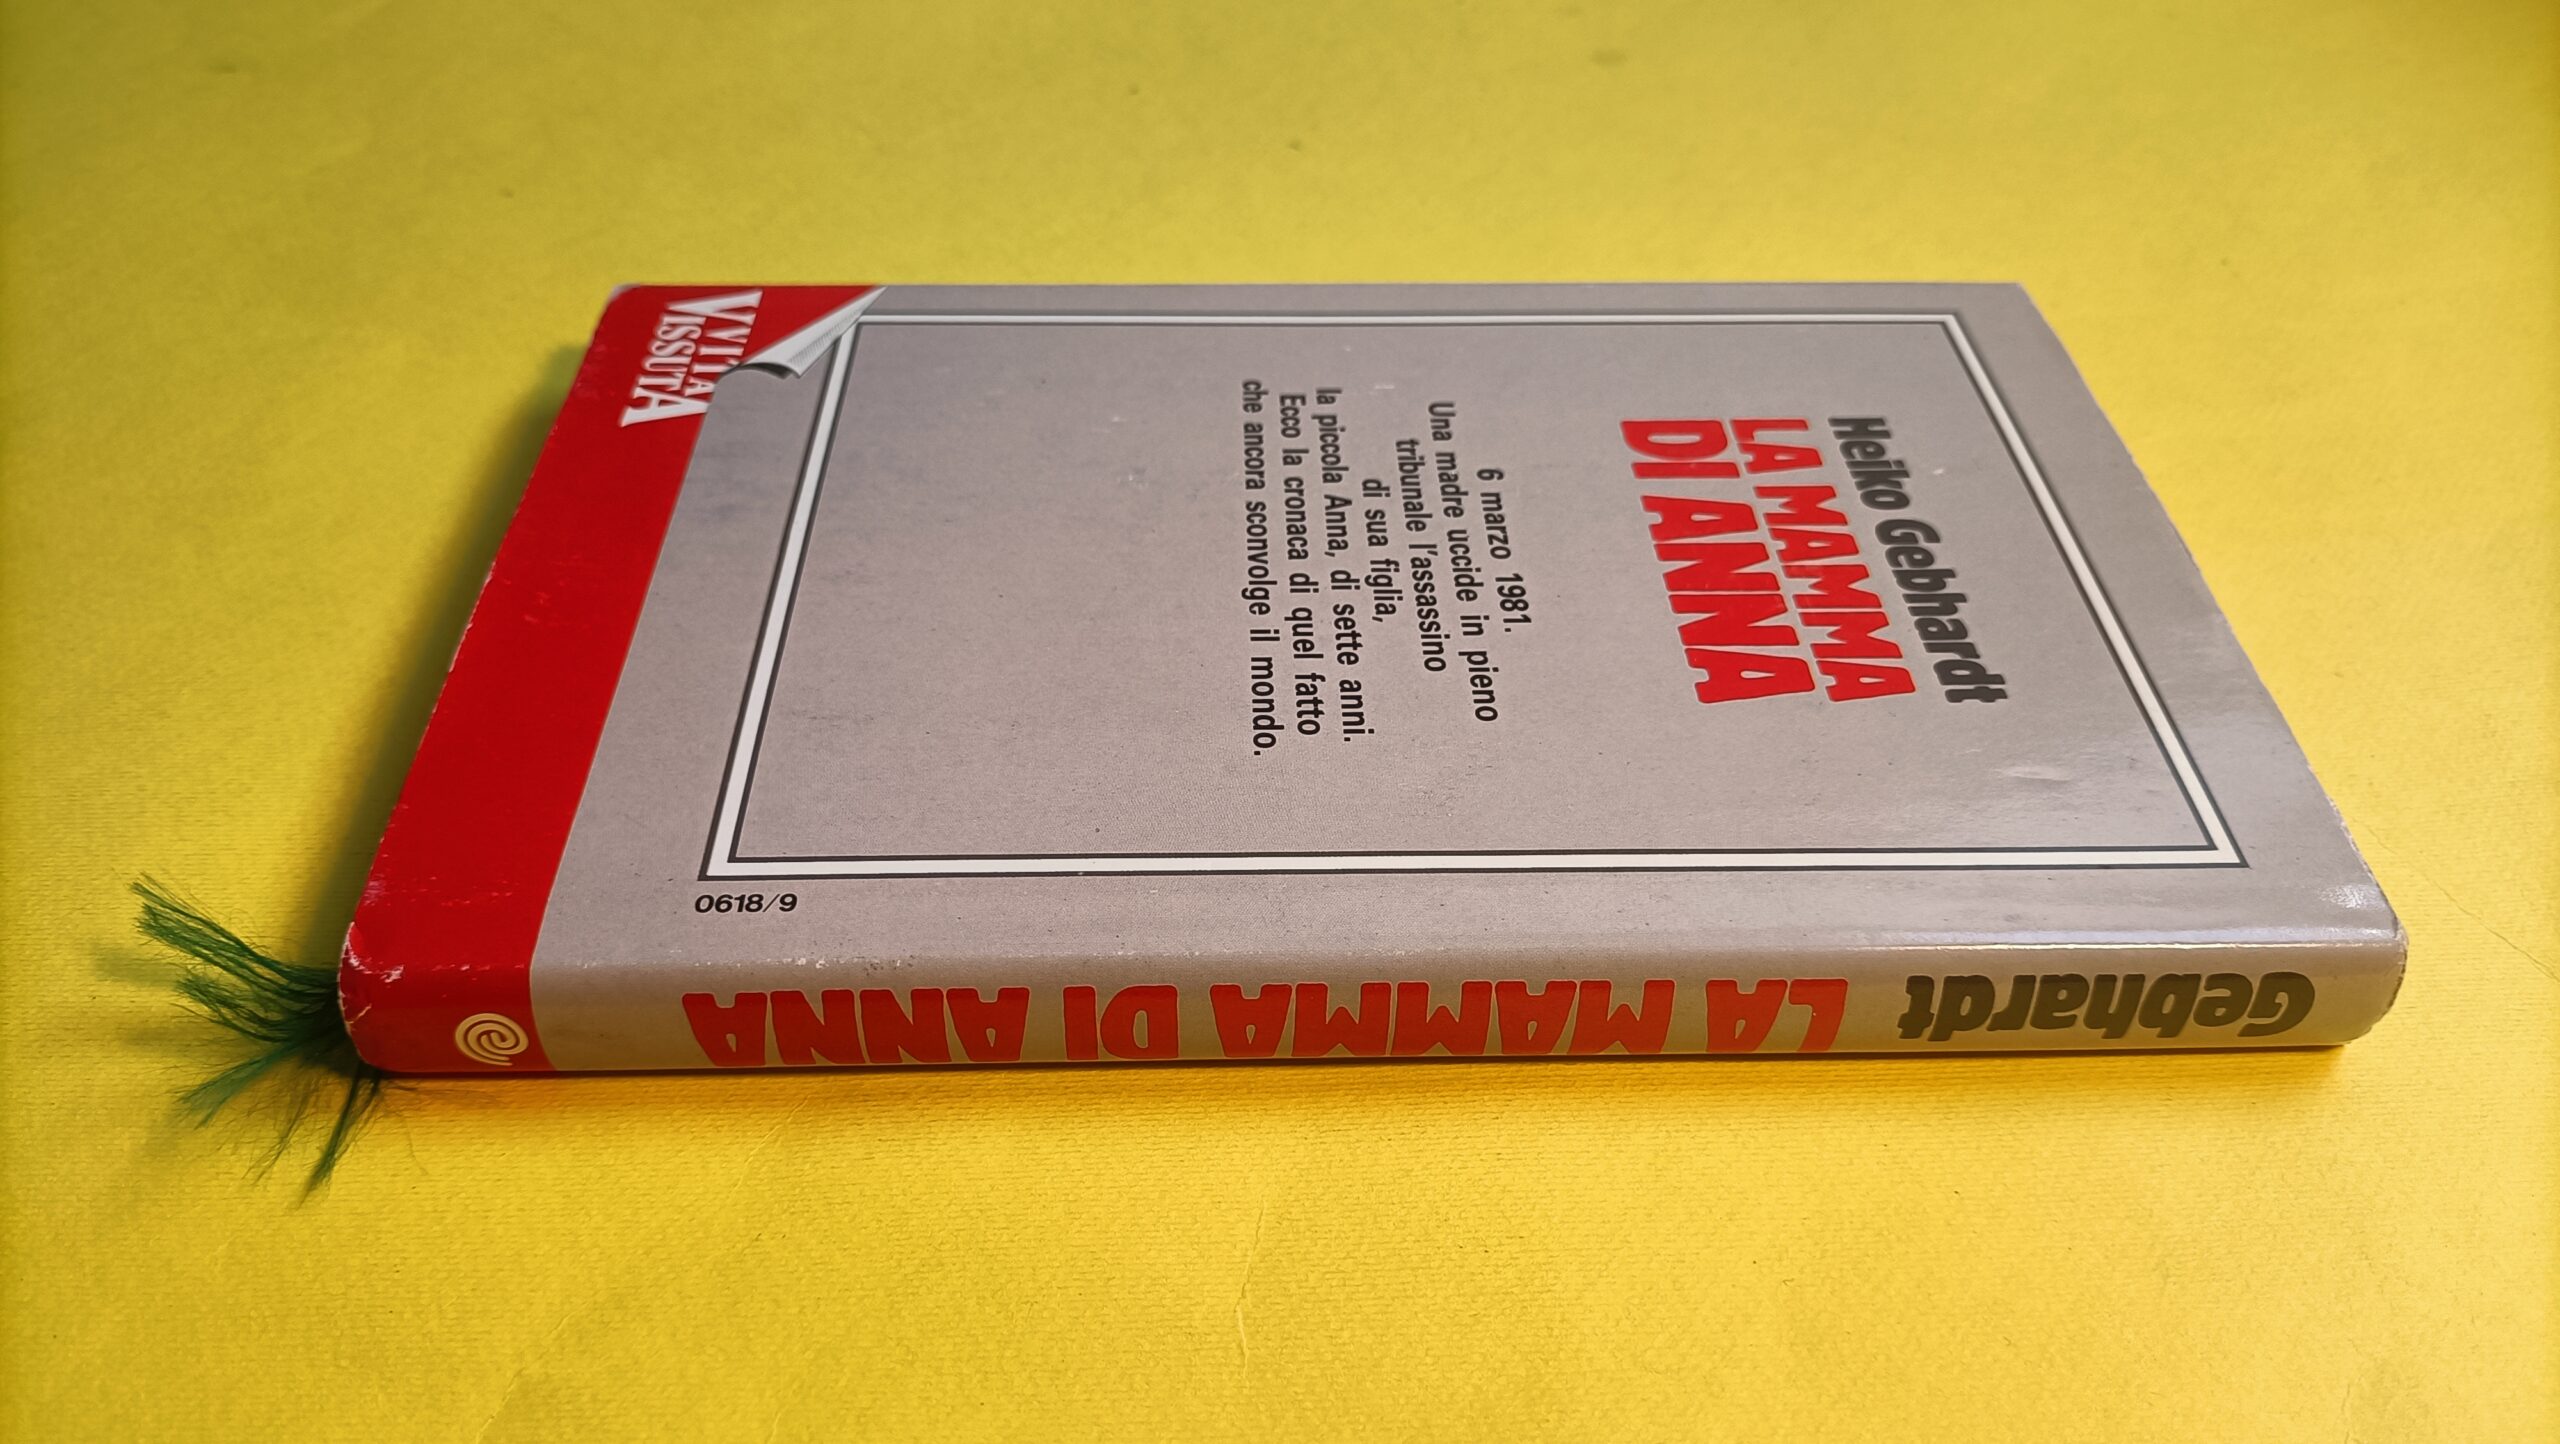 Heiko Gebhardt
LA MAMMA
DI ANNA
6 marzo 1981.
Una madre uccide in pieno
tribunale l'assassino
di sua figlia,
la piccola Anna, di sette anni.
Ecco la cronaca di quel fatto
che ancora sconvolge il mondo.
VITA
VISSUTA
0618/9
Gebhardt
LA MAMMA DI ANNA
e